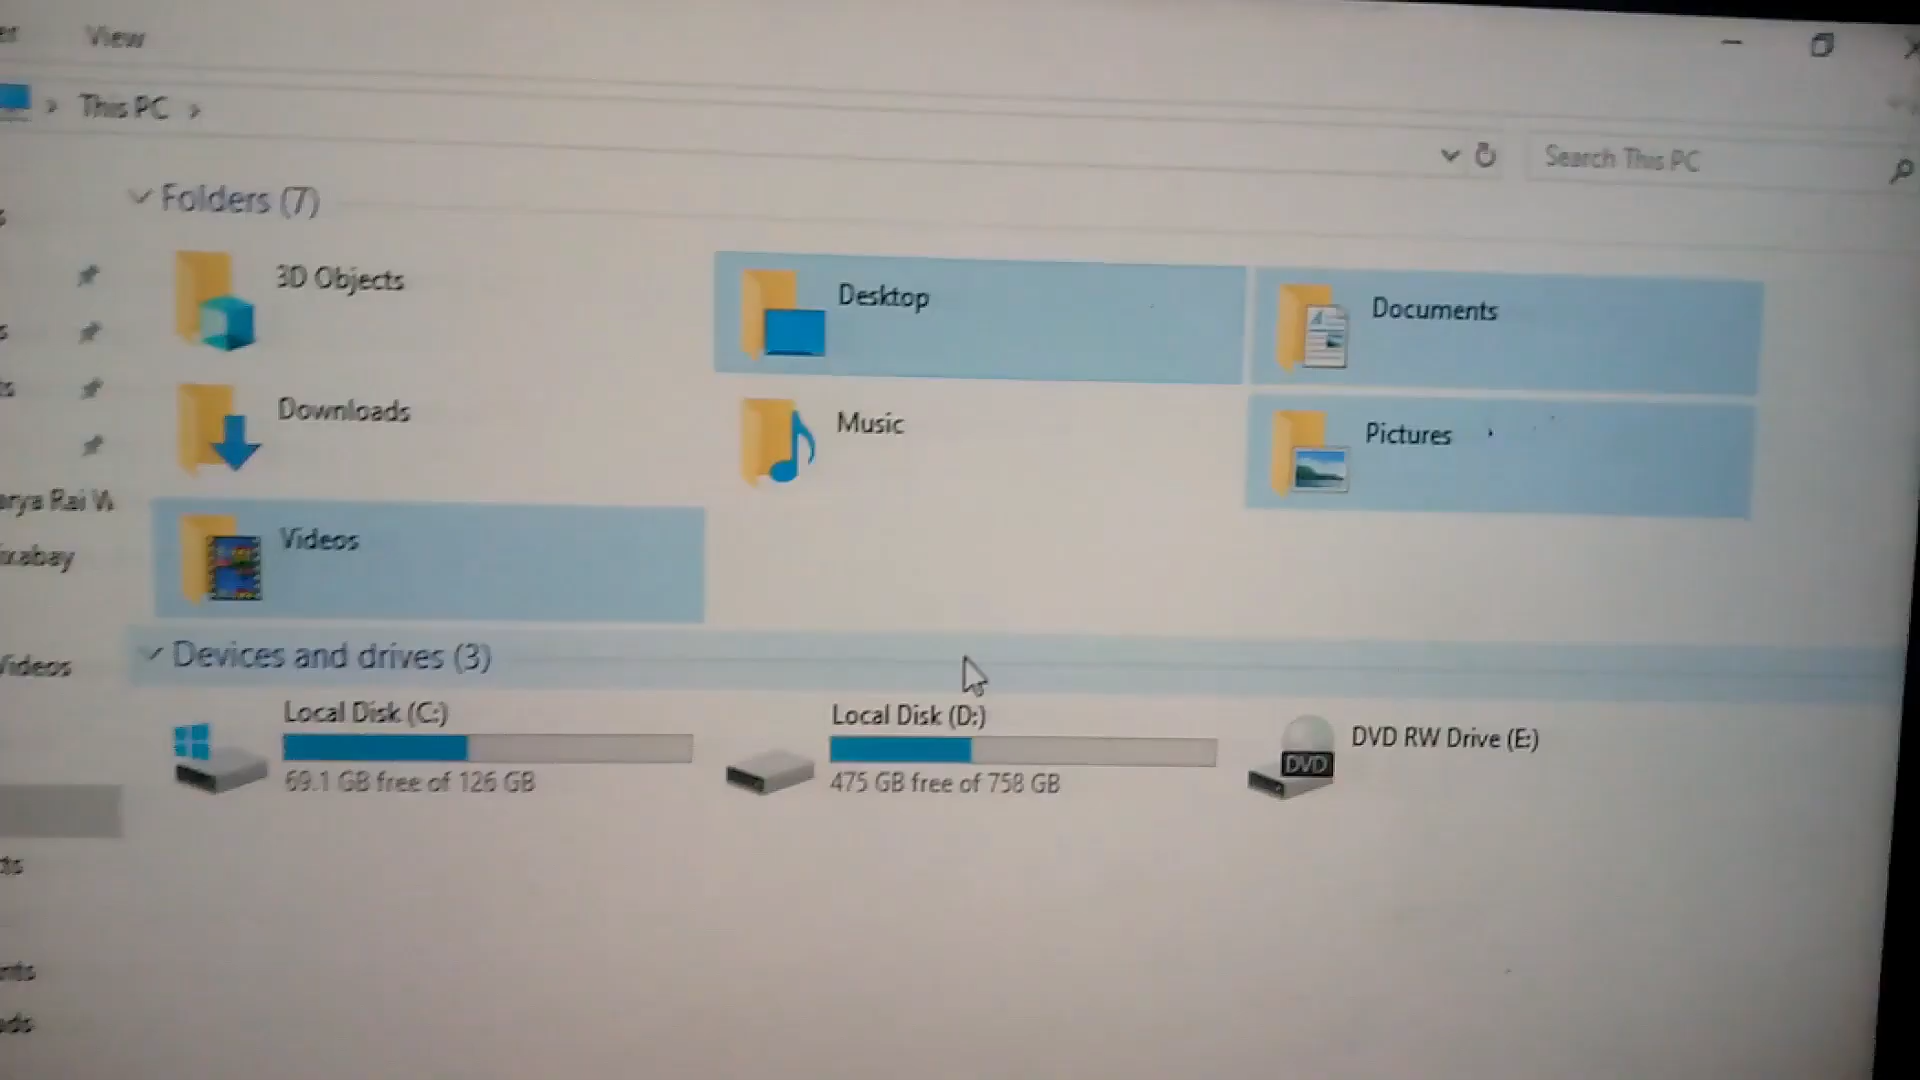 View
This PC
Search This PC
Folders (7)
3D Objects
Desktop
Documents
Downloads
Music
Pictures
Videos
Rai
Videos
Devices and drives (3)
Local Disk (C:)
69.1 GB free of 126 GB
Local Disk (D:)
475 GB free of 758 GB
DVD RW Drive (E:)
DVD